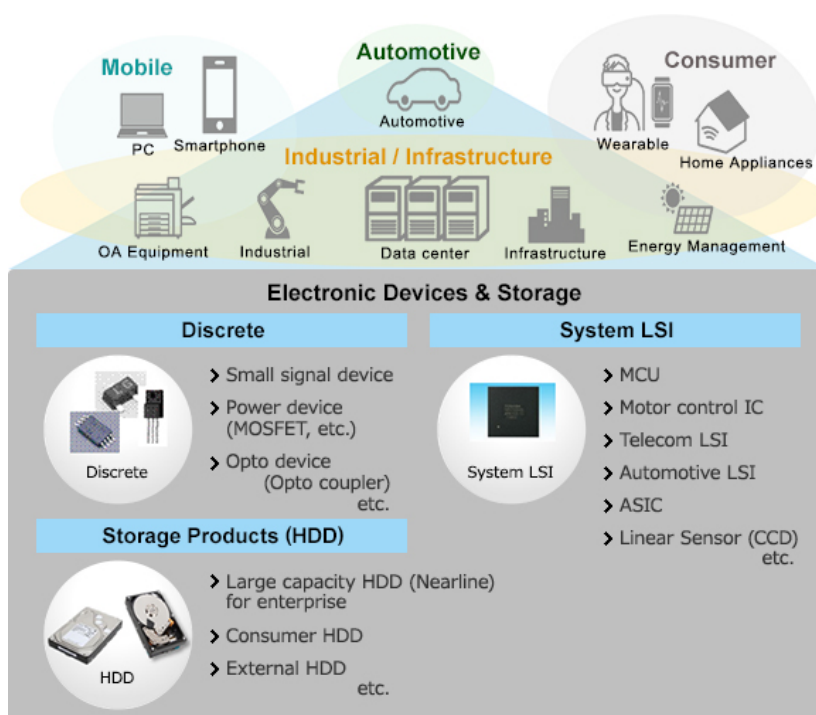 Automotive
Mobile
Consumer
Automotive
PC
Smartphone
Wearable
Home Appliances
Industrial / Infrastructure
OA Equipment
Industrial
Data center
Infrastructure
Energy Management
Electronic Devices & Storage
Discrete
Discrete
Small signal device
Power device
(MOSFET, etc.)
Opto device
(Opto coupler)
etc.
System LSI
System LSI
MCU
Motor control IC
Telecom LSI
Automotive LSI
ASIC
Linear Sensor (CCD)
etc.
Storage Products (HDD)
HDD
Large capacity HDD (Nearline)
for enterprise
Consumer HDD
External HDD
etc.